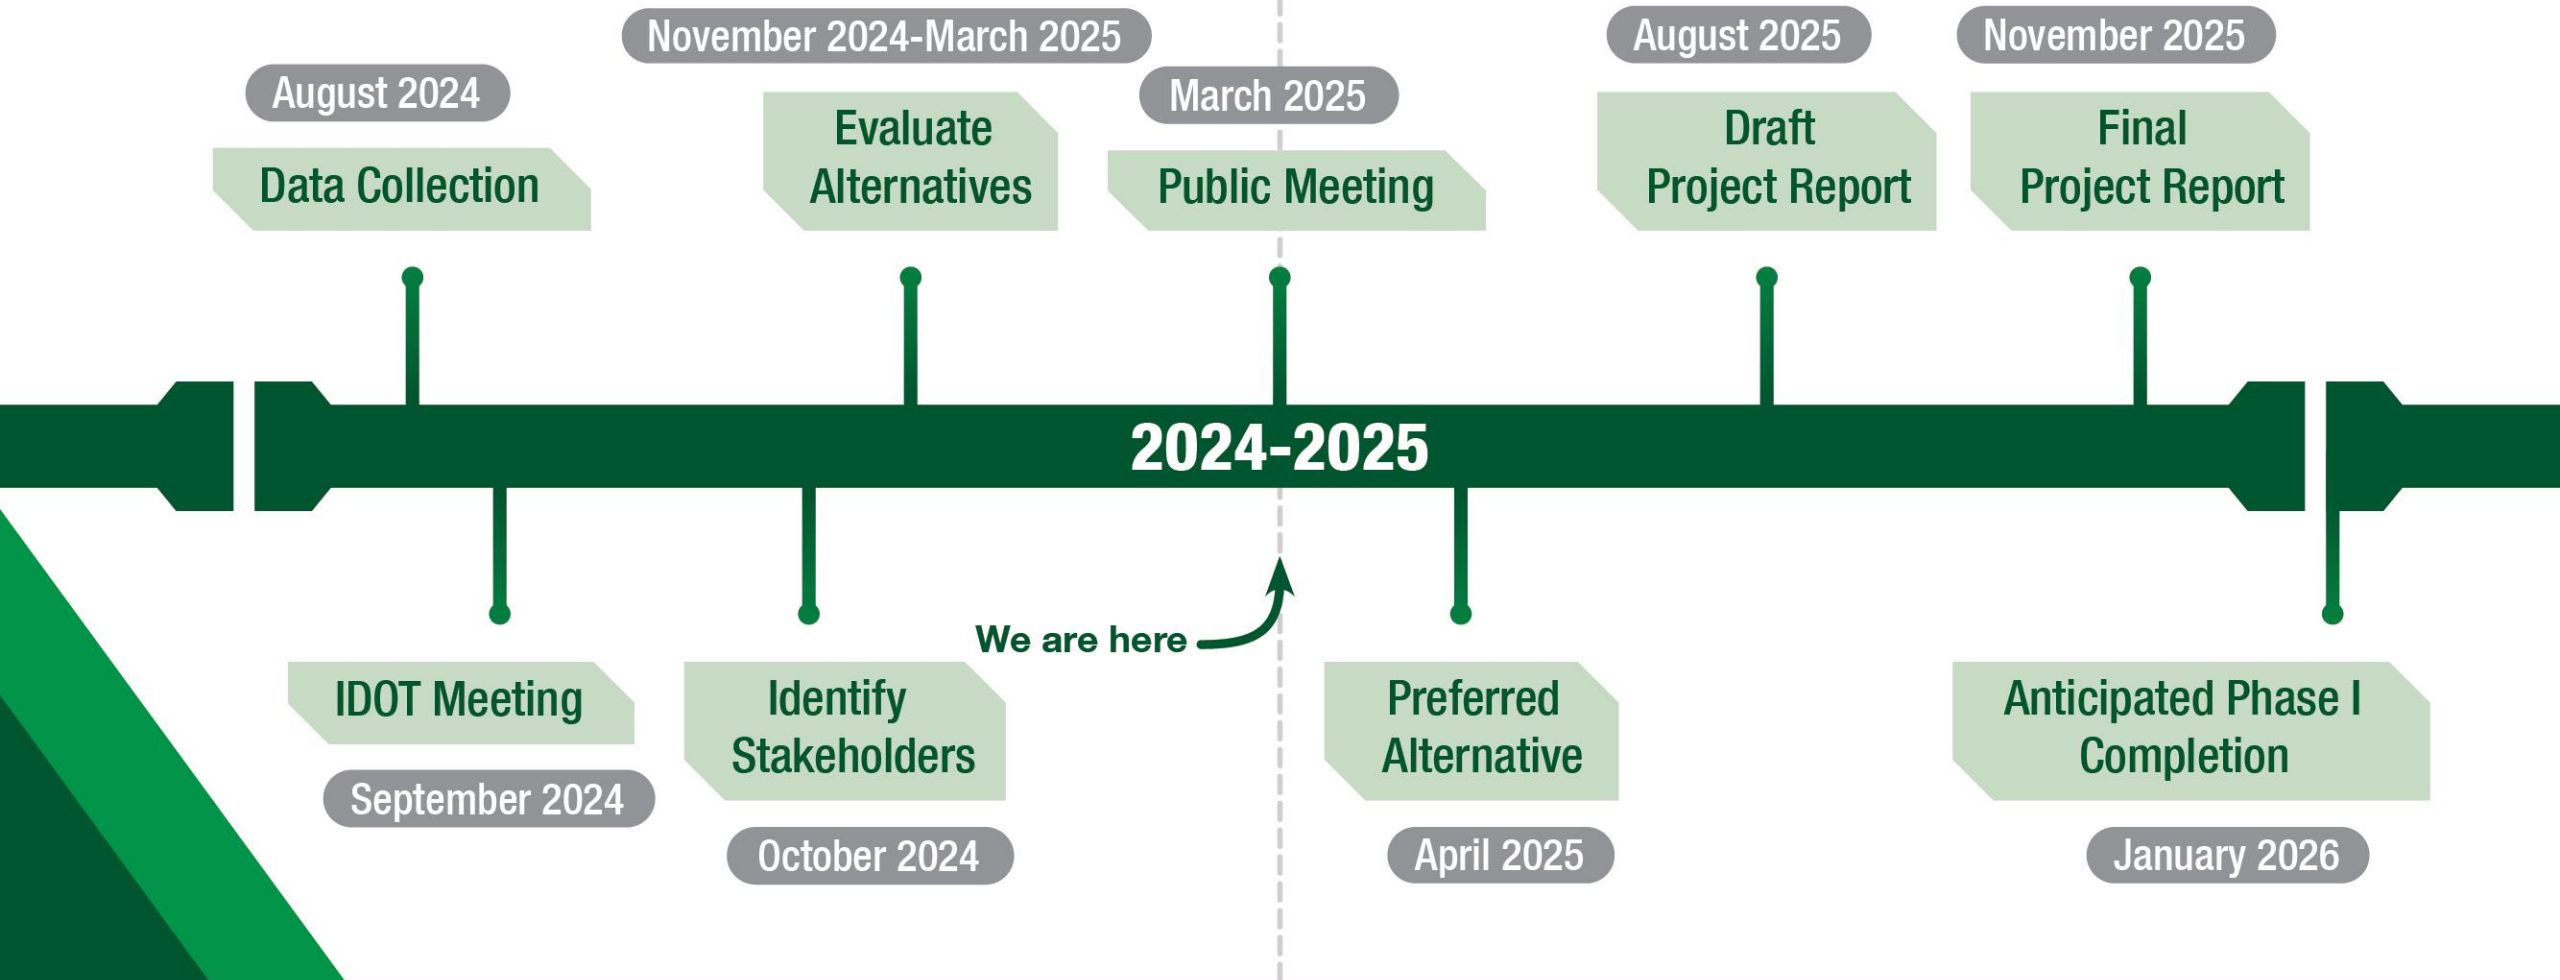 August 2024
Data Collection
November 2024-March 2025
Evaluate
Alternatives
March 2025
Public Meeting
August 2025
Draft
Project Report
November 2025
Final
Project Report
2024-2025
We are here
IDOT Meeting
September 2024
Identify
Stakeholders
October 2024
Preferred
Alternative
April 2025
Anticipated Phase I
Completion
January 2026